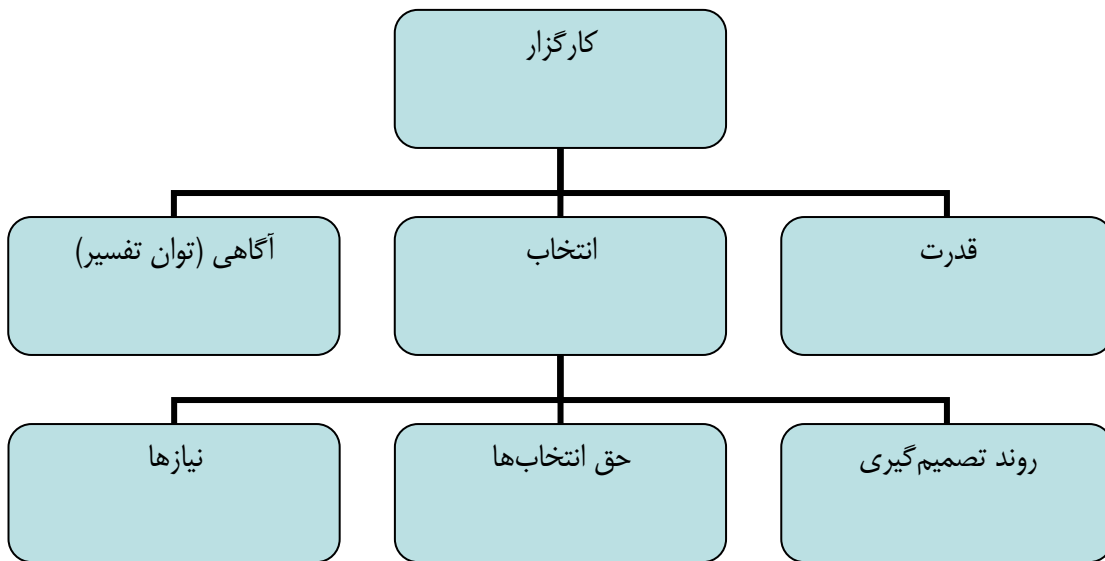 کارگزار
قدرت
انتخاب
آگاهی (توان تفسیر)
روند تصمیم‌گیری
حق انتخاب‌ها
نیازها